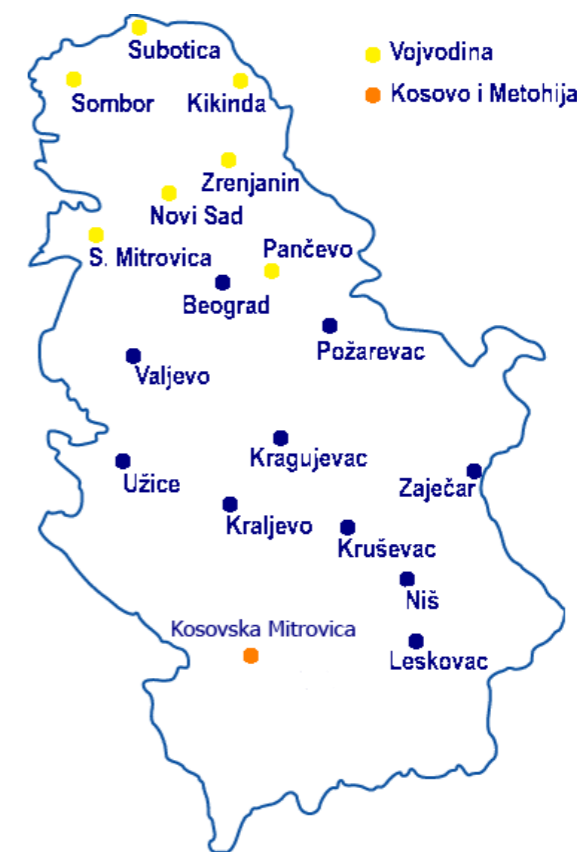 Subotica
Vojvodina
Sombor
Kikinda
Kosovo i Metohija
Zrenjanin
Novi Sad
S. Mitrovica
Pančevo
Beograd
Požarevac
Valjevo
Kragujevac
Užice
Zaječar
Kraljevo
Kruševac
Niš
Kosovska Mitrovica
Leskovac